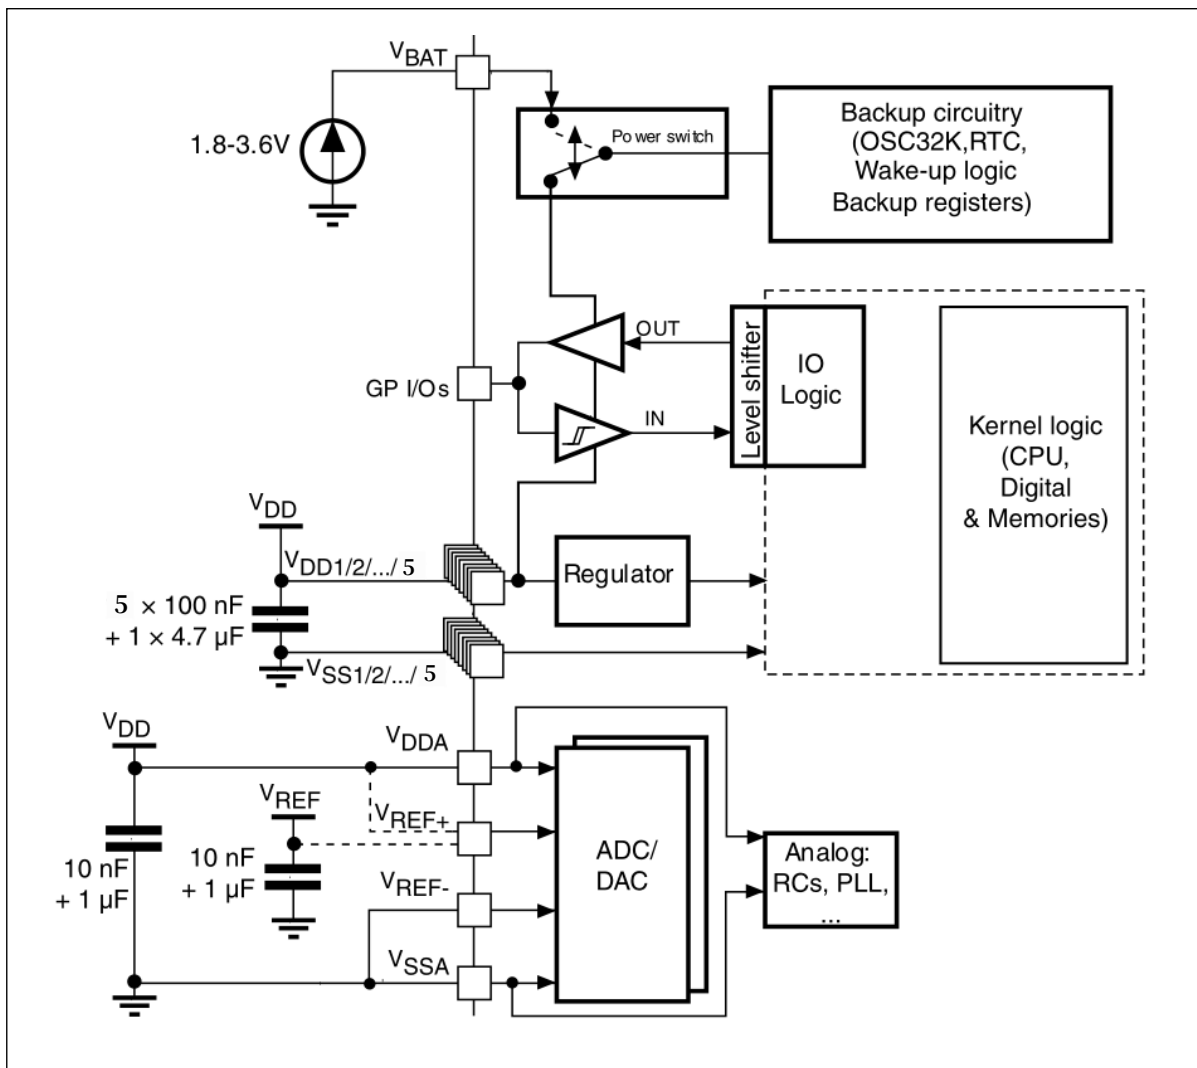 VBAT
1.8-3.6V
Power switch
Backup circuitry
(OSC32K,RTC,
Wake-up logic
Backup registers)
OUT
GP I/Os
IN
Level shifter
IO
Logic
Kernel logic
(CPU,
Digital
& Memories)
VDD
VDD1/2/.../ 5
5 × 100 nF
+ 1 × 4.7 µF
Regulator
VSS1/2/.../ 5
VDD
VDDA
VREF
VREF+
10 nF
+ 1 µF
10 nF
+ 1 µF
VREF-
VSSA
ADC/
DAC
Analog:
RCs, PLL,
...